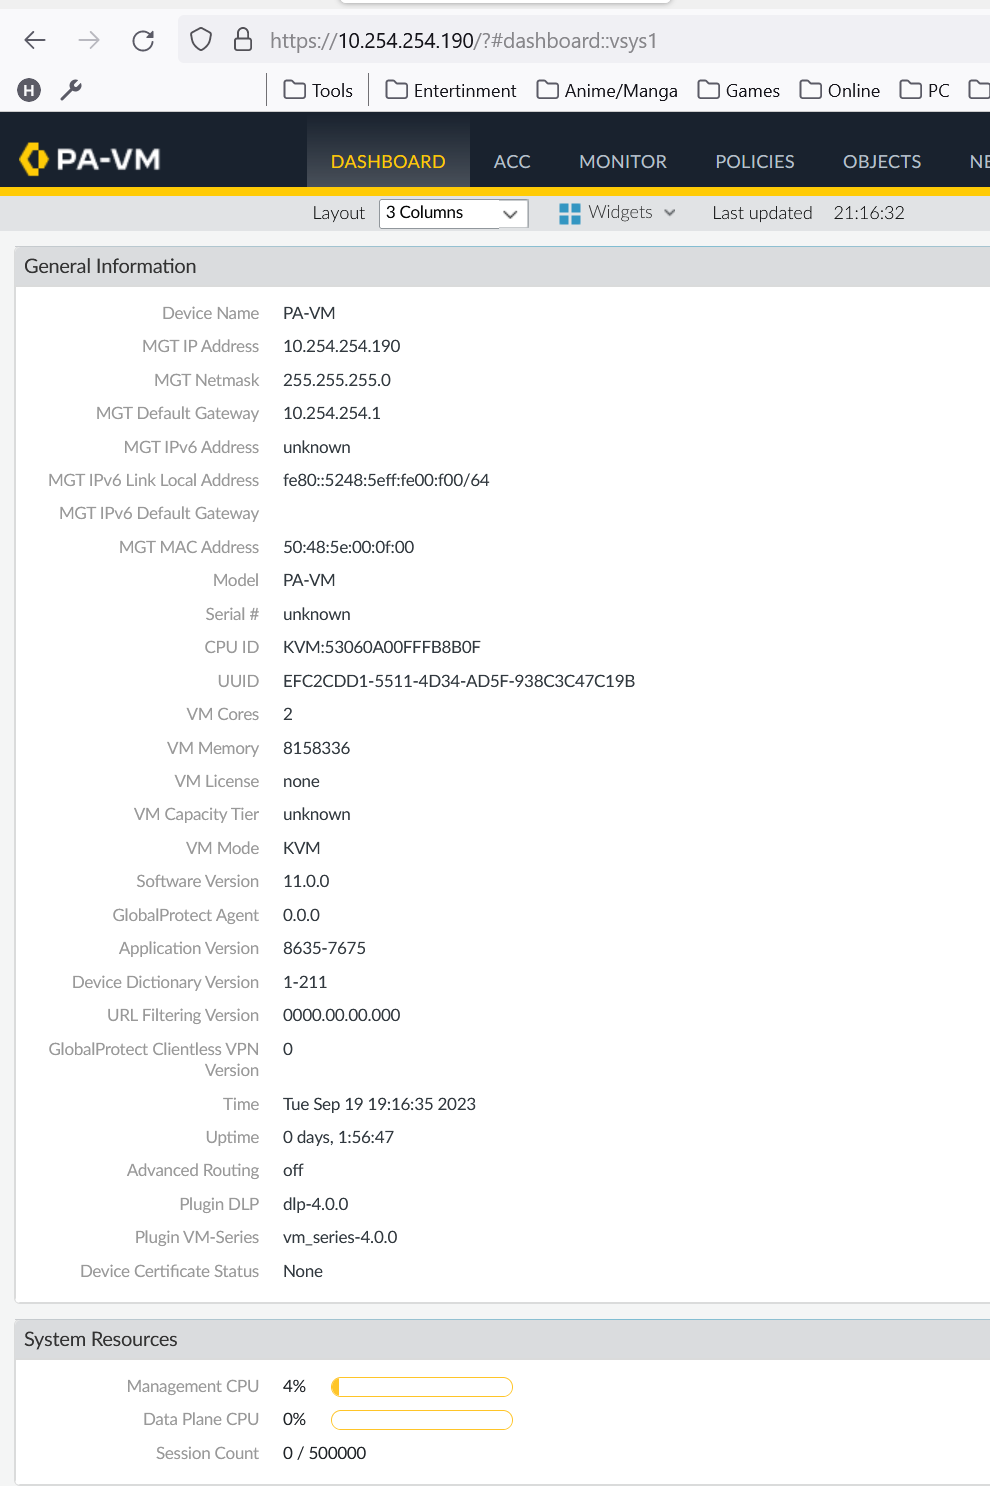 https://10.254.254.190/?#dashboard::vsys1
H Tools Entertinment Anime/Manga Games Online PC
PA-VM DASHBOARD ACC MONITOR POLICIES OBJECTS NE
Layout 3 Columns Widgets Last updated 21:16:32
General Information
Device Name PA-VM
MGT IP Address 10.254.254.190
MGT Netmask 255.255.255.0
MGT Default Gateway 10.254.254.1
MGT IPv6 Address unknown
MGT IPv6 Link Local Address fe80::5248:5eff:fe00:f00/64
MGT IPv6 Default Gateway
MGT MAC Address 50:48:5e:00:0f:00
Model PA-VM
Serial # unknown
CPU ID KVM:53060A00FFFB8B0F
UUID EFC2CDD1-5511-4D34-AD5F-938C3C47C19B
VM Cores 2
VM Memory 8158336
VM License none
VM Capacity Tier unknown
VM Mode KVM
Software Version 11.0.0
GlobalProtect Agent 0.0.0
Application Version 8635-7675
Device Dictionary Version 1-211
URL Filtering Version 0000.00.00.000
GlobalProtect Clientless VPN 0
Version
Time Tue Sep 19 19:16:35 2023
Uptime 0 days, 1:56:47
Advanced Routing off
Plugin DLP dlp-4.0.0
Plugin VM-Series vm_series-4.0.0
Device Certificate Status None
System Resources
Management CPU 4%
Data Plane CPU 0%
Session Count 0 / 500000